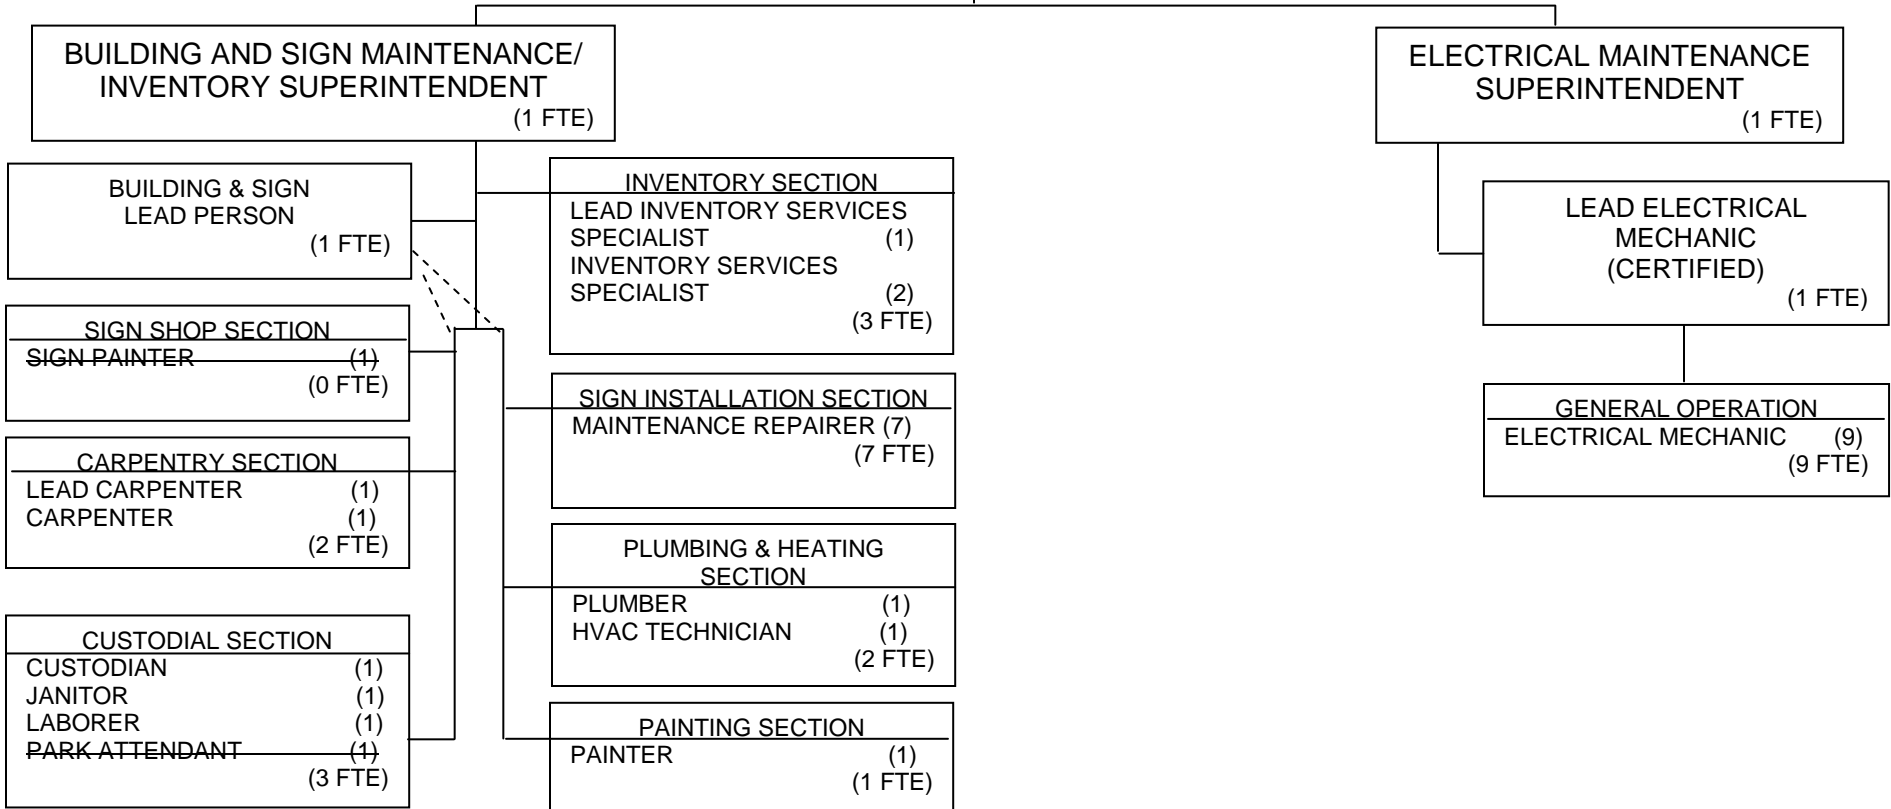 BUILDING AND SIGN MAINTENANCE/
INVENTORY SUPERINTENDENT
(1 FTE)
ELECTRICAL MAINTENANCE
SUPERINTENDENT
(1 FTE)
BUILDING & SIGN
LEAD PERSON
(1 FTE)
INVENTORY SECTION
LEAD INVENTORY SERVICES
SPECIALIST (1)
INVENTORY SERVICES
SPECIALIST (2)
(3 FTE)
LEAD ELECTRICAL
MECHANIC
(CERTIFIED)
(1 FTE)
SIGN SHOP SECTION
SIGN PAINTER (1)
(0 FTE)
SIGN INSTALLATION SECTION
MAINTENANCE REPAIRER (7)
(7 FTE)
GENERAL OPERATION
ELECTRICAL MECHANIC (9)
(9 FTE)
CARPENTRY SECTION
LEAD CARPENTER (1)
CARPENTER (1)
(2 FTE)
PLUMBING & HEATING
SECTION
PLUMBER (1)
HVAC TECHNICIAN (1)
(2 FTE)
CUSTODIAL SECTION
CUSTODIAN (1)
JANITOR (1)
LABORER (1)
PARK ATTENDANT (1)
(3 FTE)
PAINTING SECTION
PAINTER (1)
(1 FTE)